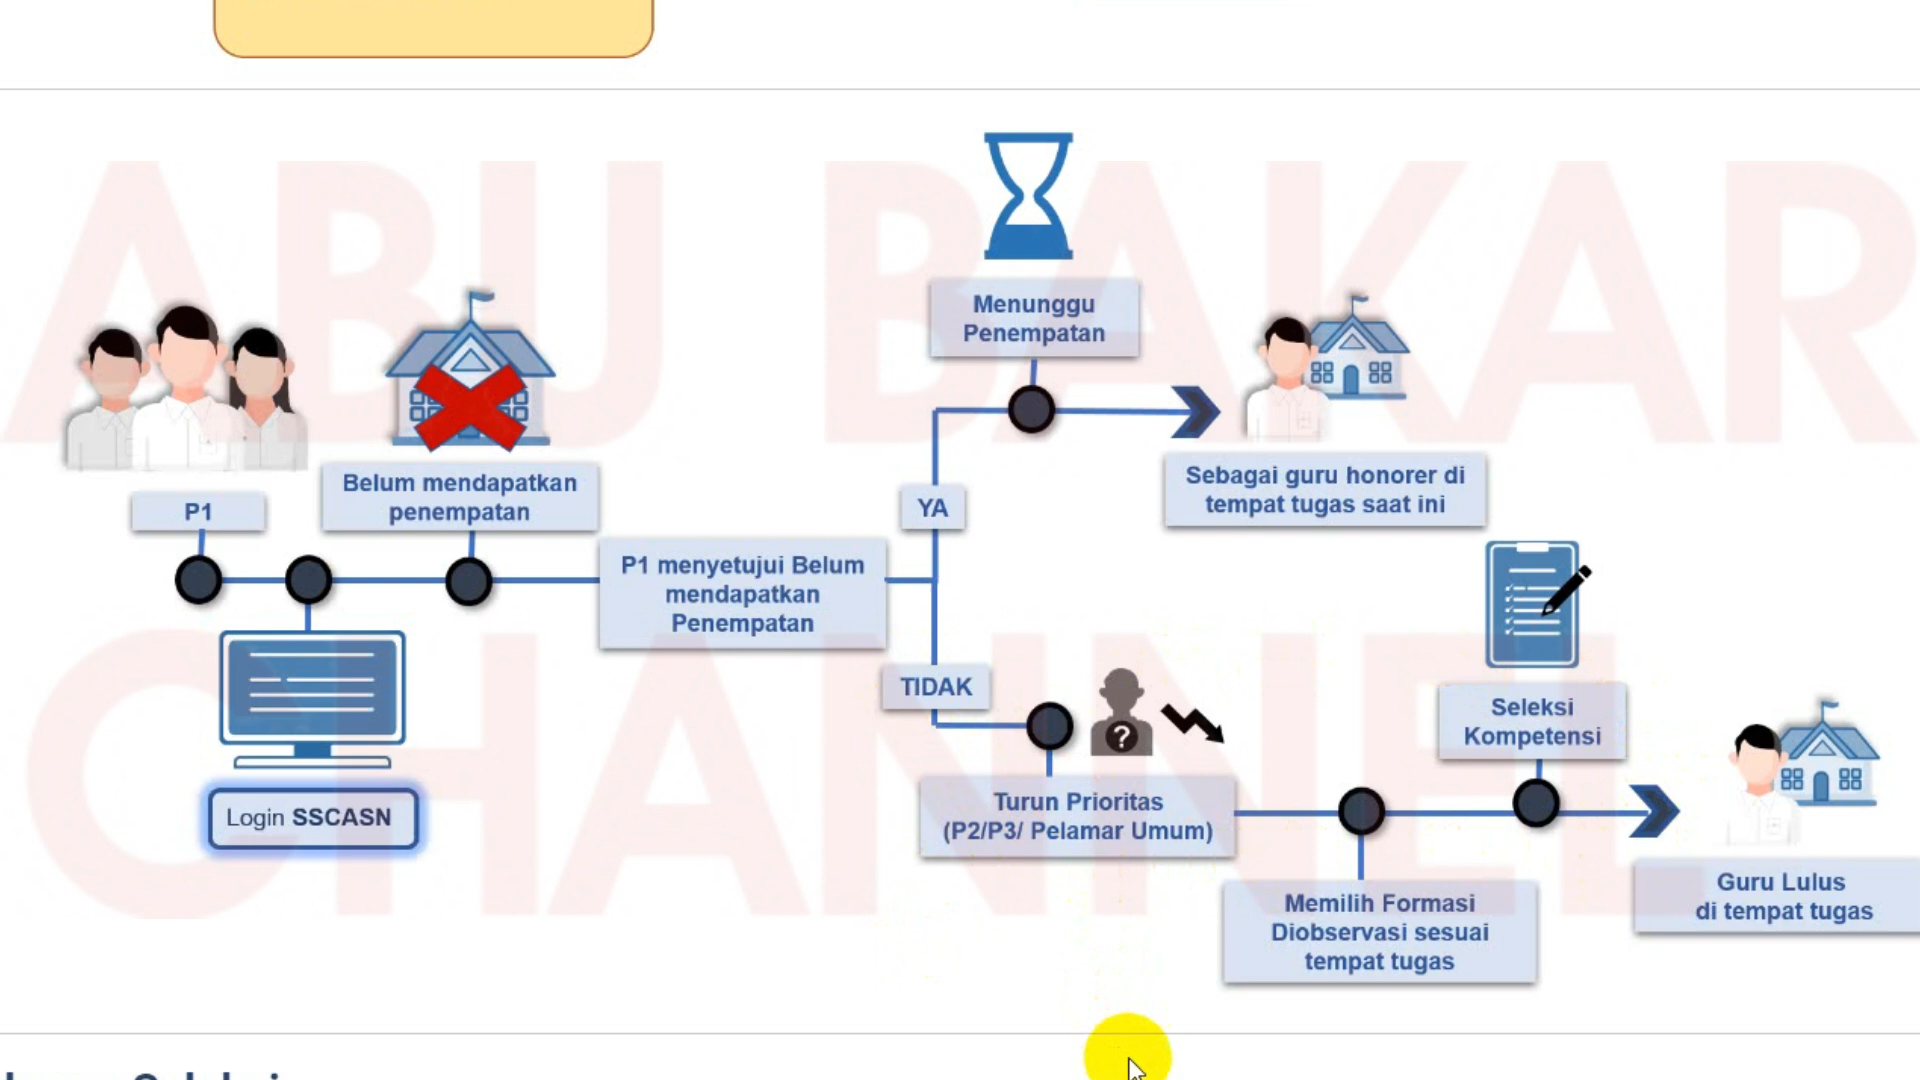 ABU BAKAR
CHANNEL
P1
Login SSCASN
Belum mendapatkan
penempatan
P1 menyetujui Belum
mendapatkan
Penempatan
YA
Menunggu
Penempatan
Sebagai guru honorer di
tempat tugas saat ini
TIDAK
?
Turun Prioritas
(P2/P3/ Pelamar Umum)
Memilih Formasi
Diobservasi sesuai
tempat tugas
Seleksi
Kompetensi
Guru Lulus
di tempat tugas